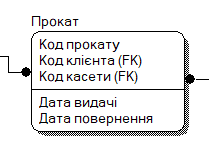 Прокат
Код прокату
Код клієнта (FK)
Код касети (FK)
Дата видачі
Дата повернення